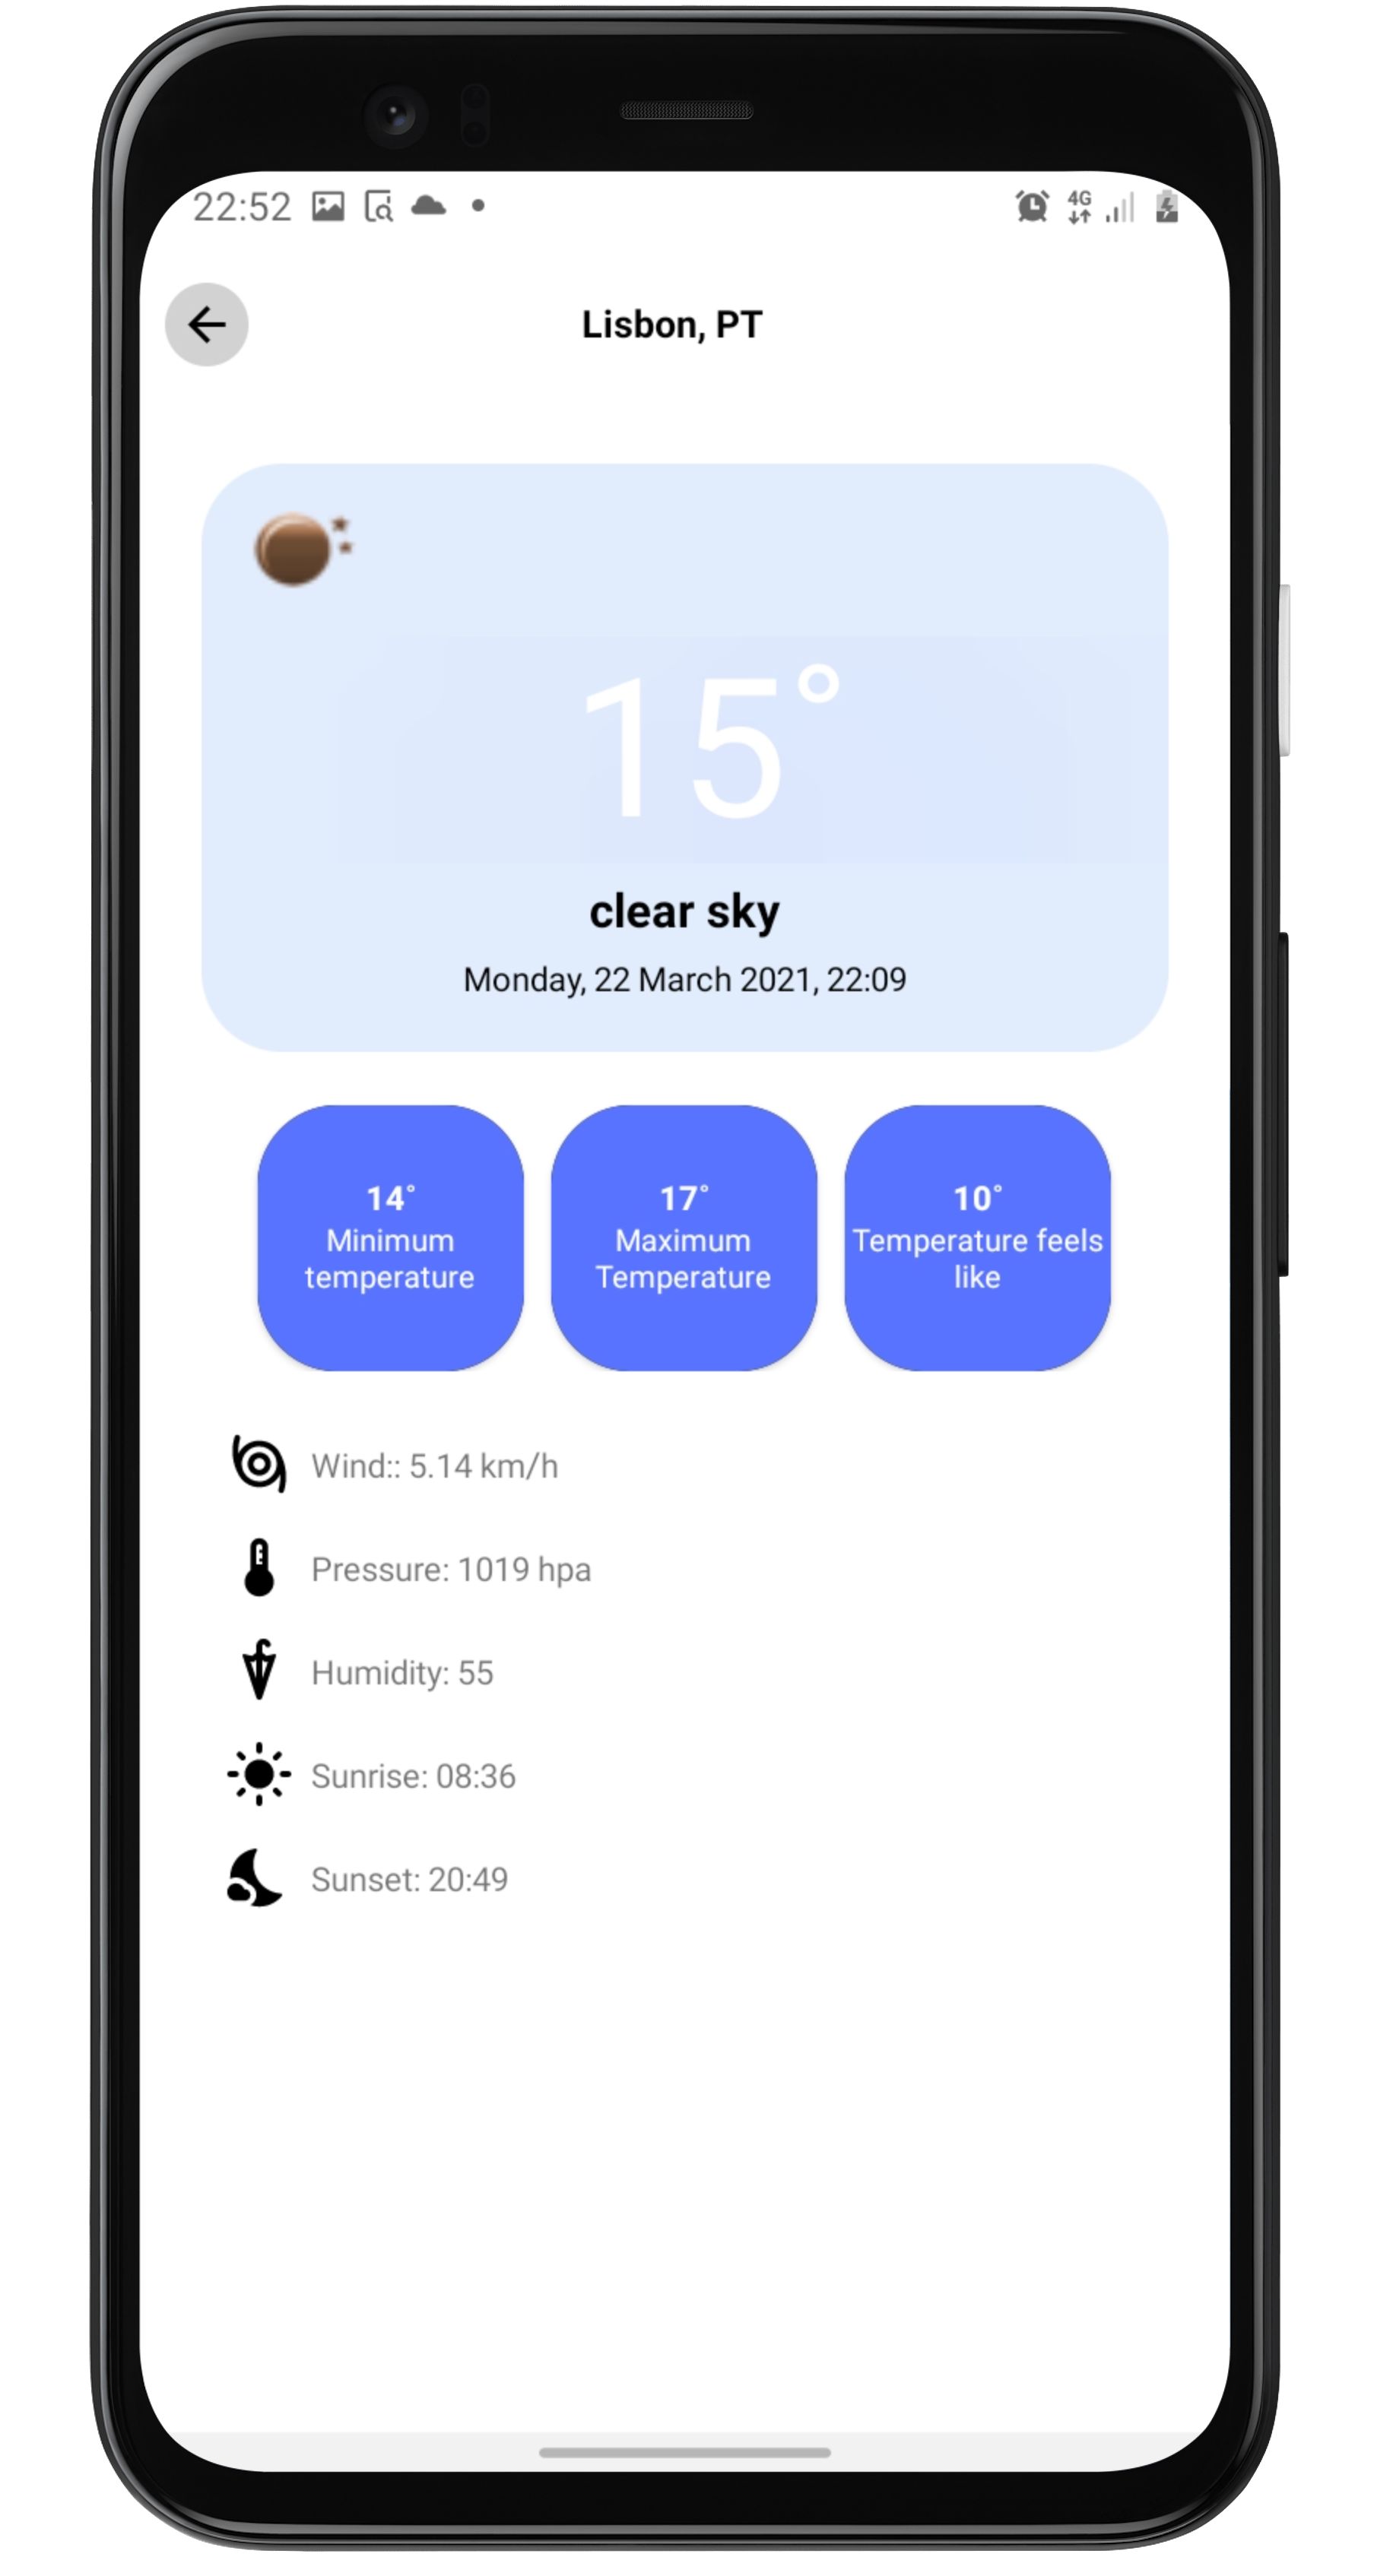 22:52
4G
Lisbon, PT
15°
clear sky
Monday, 22 March 2021, 22:09
14°
Minimum
temperature
17°
Maximum
Temperature
10°
Temperature feels
like
Wind:: 5.14 km/h
Pressure: 1019 hpa
Humidity: 55
Sunrise: 08:36
Sunset: 20:49